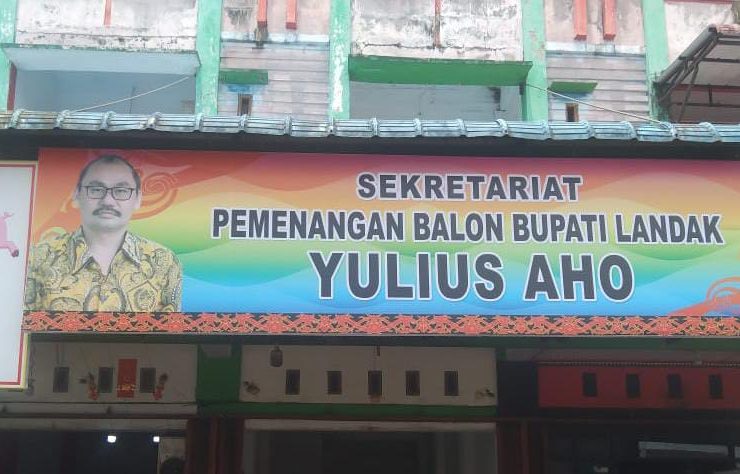 SEKRETARIAT
PEMENANGAN BALON BUPATI LANDAK
YULIUS AHO